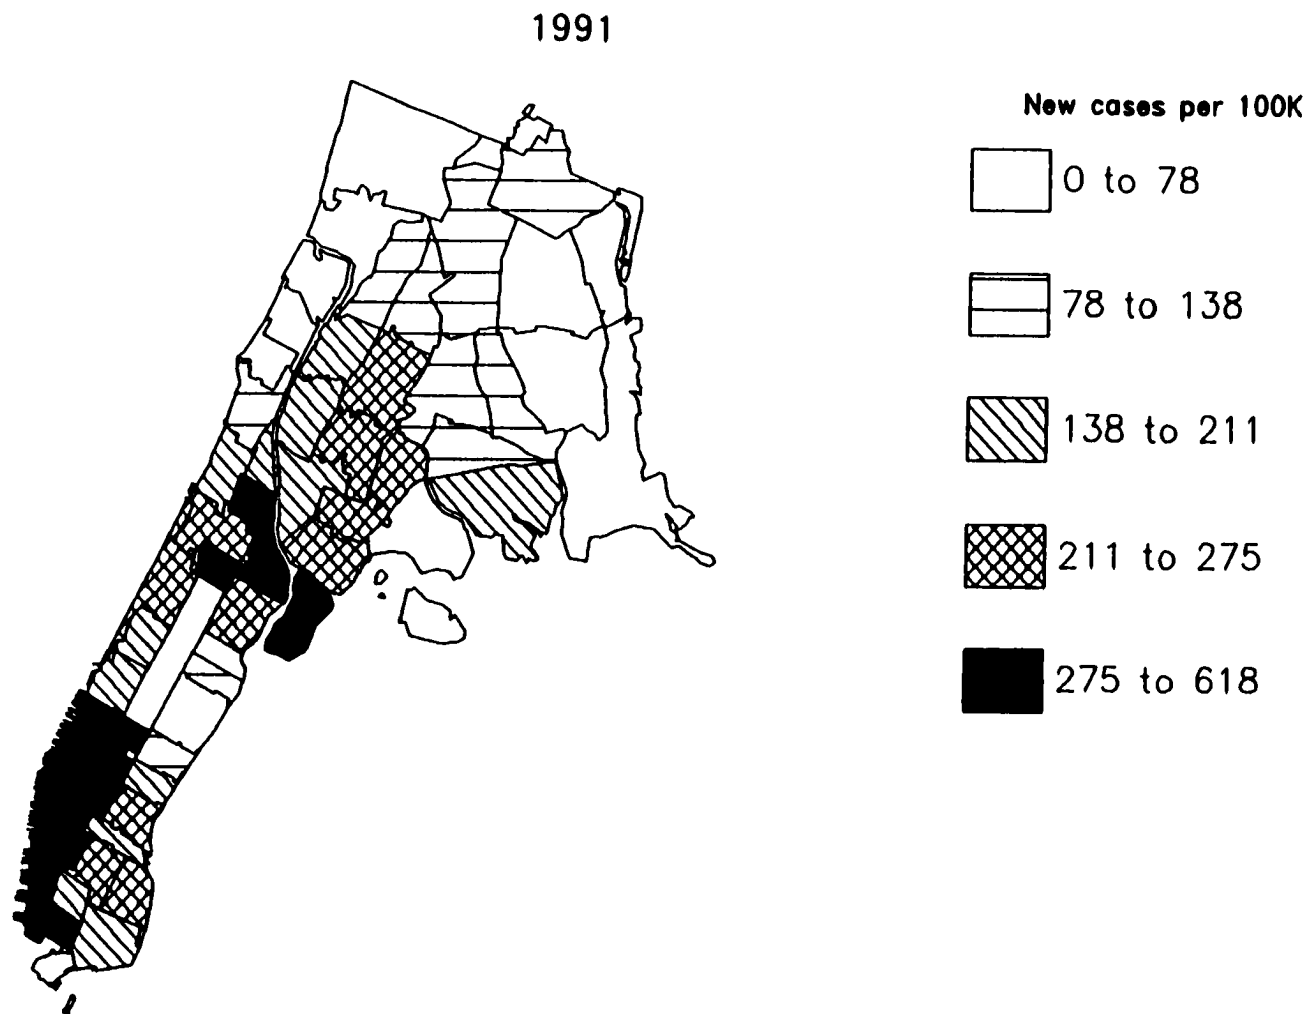 1991
New cases per 100K
0 to 78
78 to 138
138 to 211
211 to 275
275 to 618